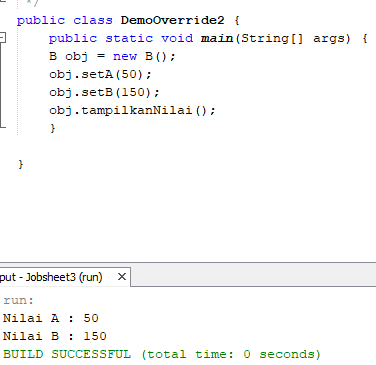 */
public class DemoOverride2 {
public static void main(String[] args) {
B obj = new B();
obj.setA(50);
obj.setB(150);
obj.tampilkanNilai();
}
}
put - Jobsheet3 (run) X
run:
Nilai A : 50
Nilai B : 150
BUILD SUCCESSFUL (total time: 0 seconds)